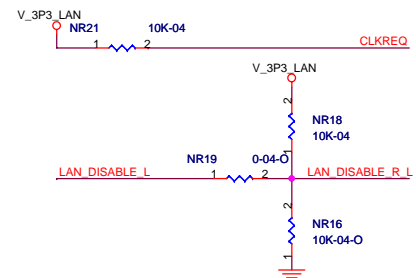 V_3P3_LAN
NR21 10K-04
1 2 CLKREQ
V_3P3_LAN
2
NR18
10K-04
1
NR19 0-04-O
LAN_DISABLE_L 1 2 LAN_DISABLE_R_L
2
NR16
10K-04-O
1